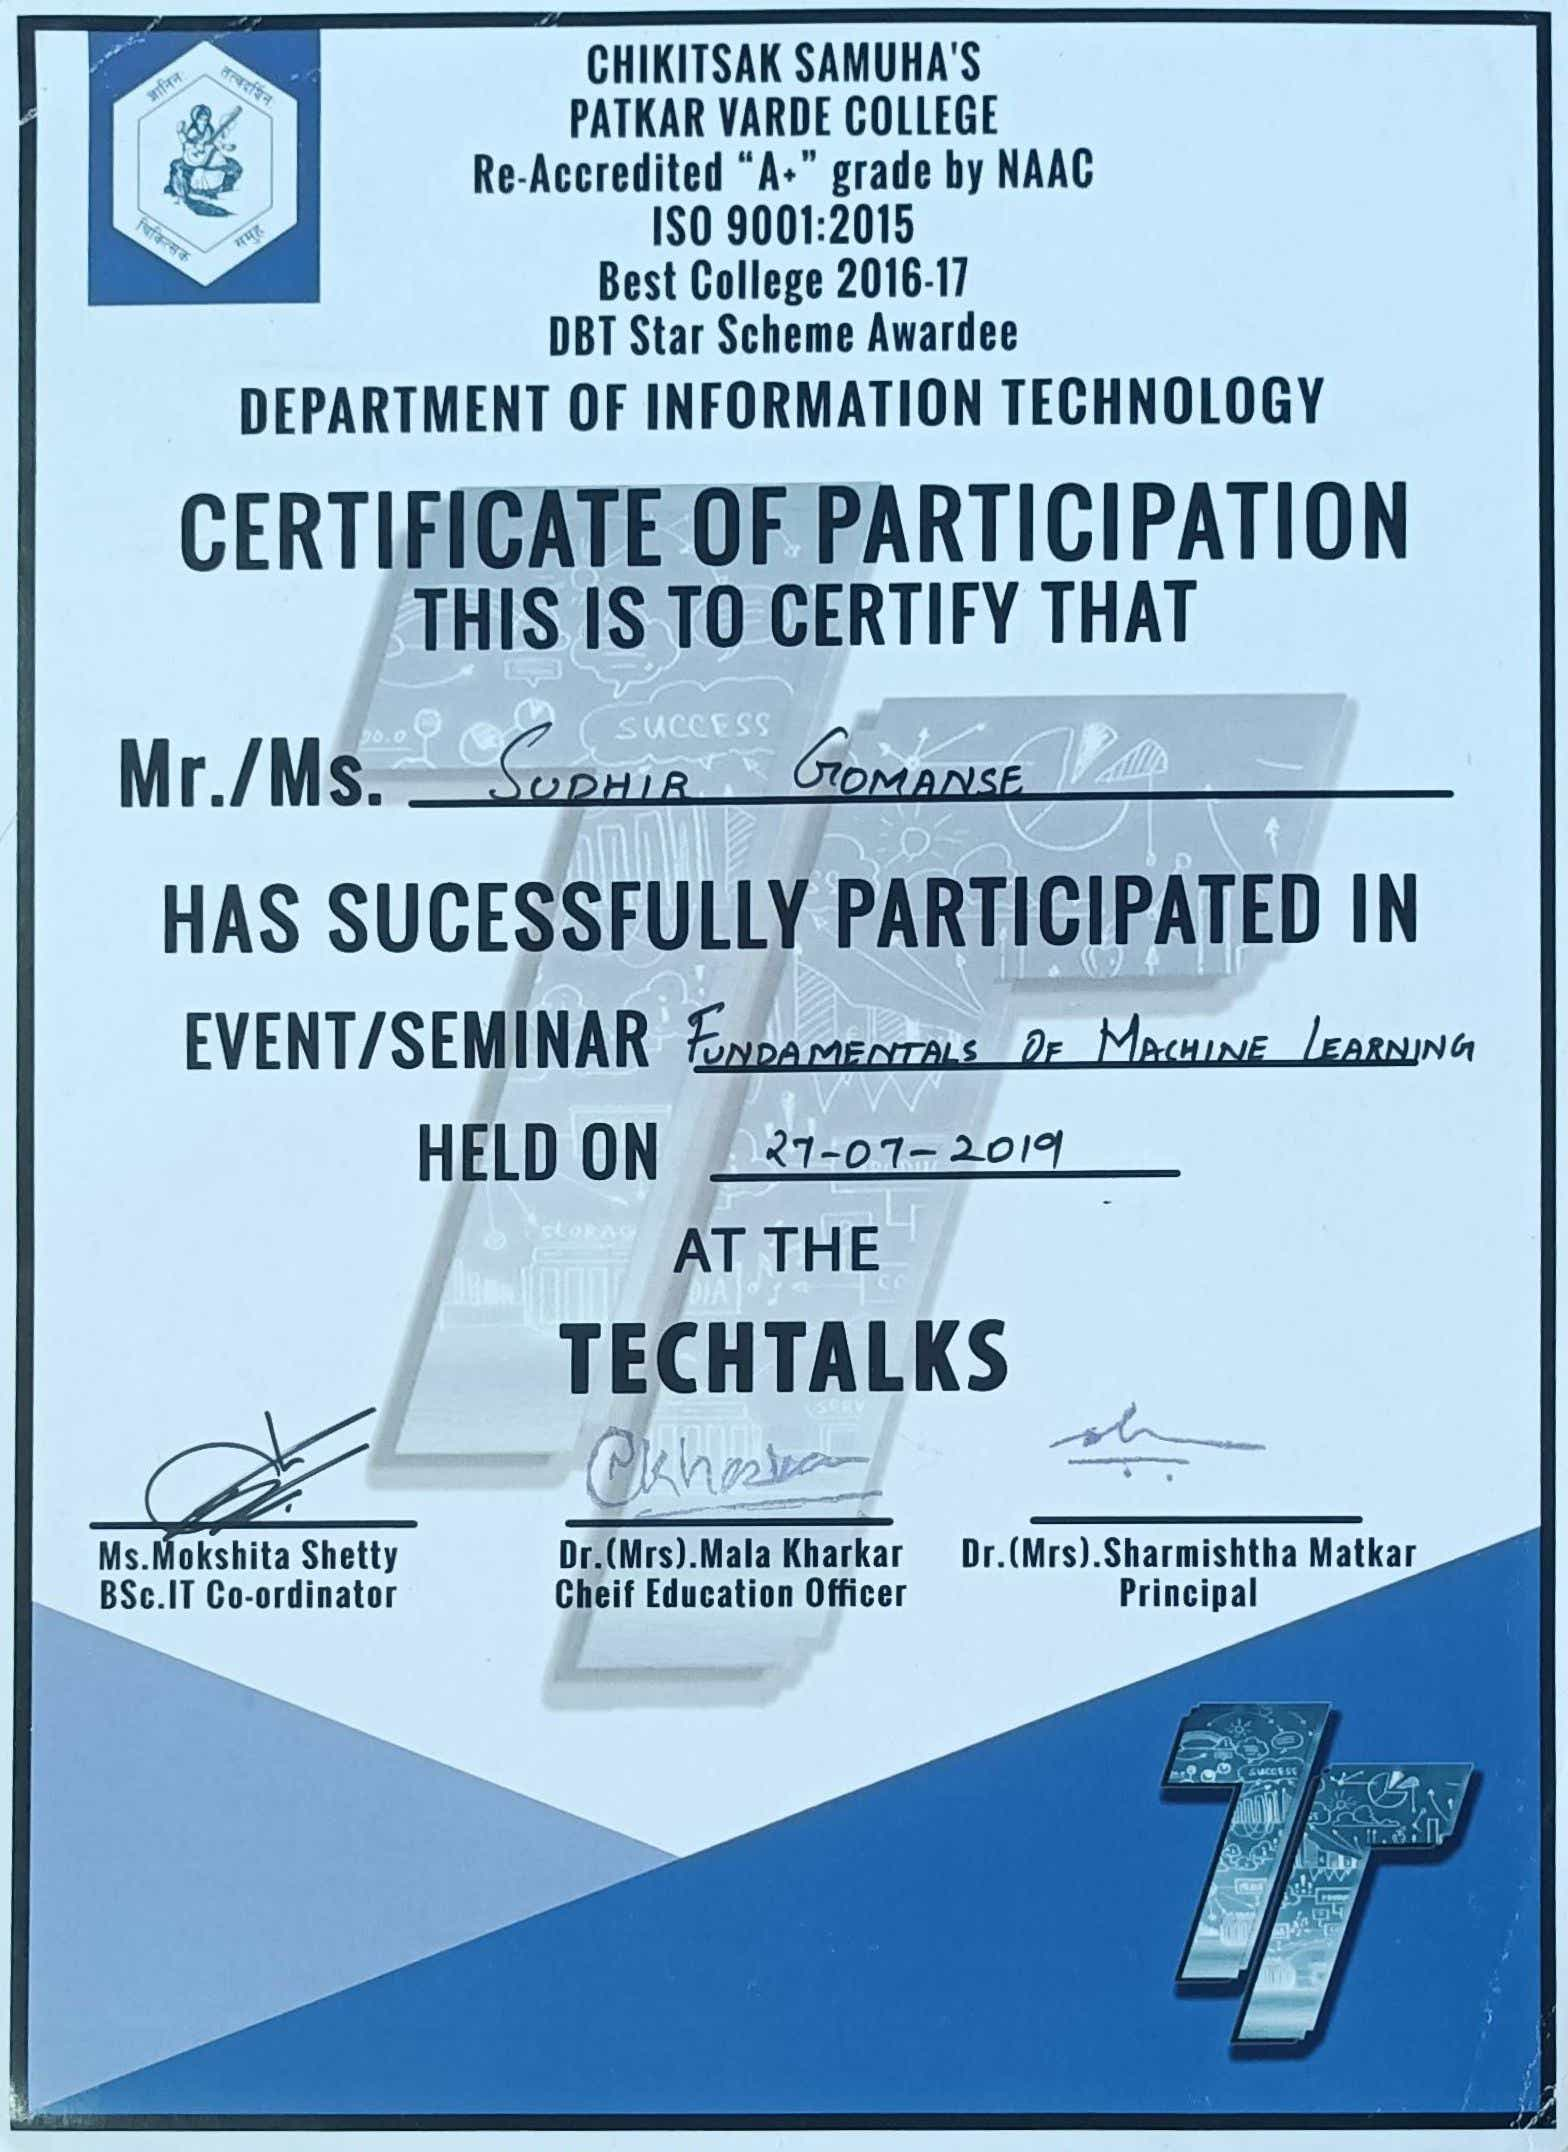 ज्ञानिनः तत्वदर्शिनः
चिकित्सक समुह
CHIKITSAK SAMUHA'S
PATKAR VARDE COLLEGE
Re-Accredited “A+” grade by NAAC
ISO 9001:2015
Best College 2016-17
DBT Star Scheme Awardee
DEPARTMENT OF INFORMATION TECHNOLOGY
CERTIFICATE OF PARTICIPATION
THIS IS TO CERTIFY THAT
SUCCESS
Mr./Ms. SUDHIR GOMANSE
HAS SUCESSFULLY PARTICIPATED IN
EVENT/SEMINAR FUNDAMENTALS OF MACHINE LEARNING
HELD ON 27-07-2019
AT THE
TECHTALKS
Ms.Mokshita Shetty Dr.(Mrs).Mala Kharkar Dr.(Mrs).Sharmishtha Matkar
BSc.IT Co-ordinator Cheif Education Officer Principal
SUCCESS